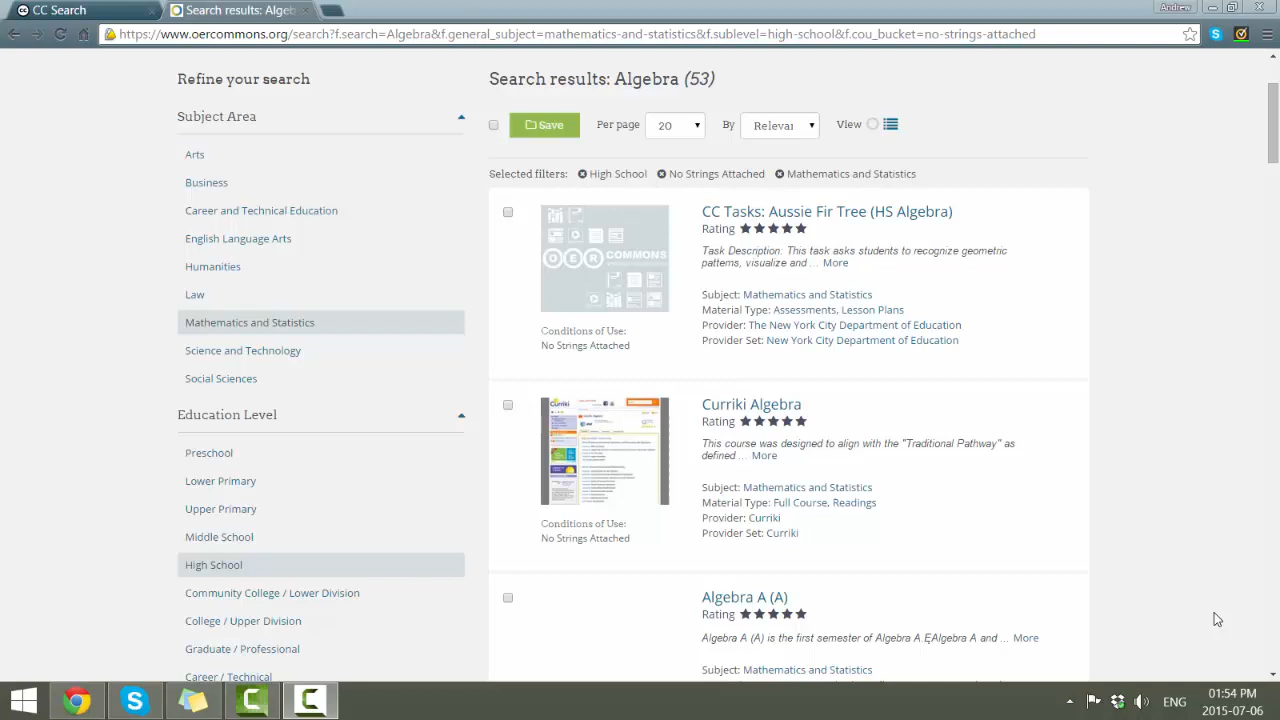 CC Search
Search results: Algeb
Andrew
https://www.oercommons.org/search?f.search=Algebra&f.general_subject=mathematics-and-statistics&f.sublevel=high-school&f.cou_bucket=no-strings-attached
Refine your search
Subject Area
Arts
Business
Career and Technical Education
English Language Arts
Humanities
Law
Mathematics and Statistics
Science and Technology
Social Sciences
Education Level
Preschool
Lower Primary
Upper Primary
Middle School
High School
Community College / Lower Division
College / Upper Division
Graduate / Professional
Career / Technical
Search results: Algebra (53)
Save Per page 20 By Relevar View
Selected filters: High School No Strings Attached Mathematics and Statistics
OER COMMONS
Conditions of Use:
No Strings Attached
CC Tasks: Aussie Fir Tree (HS Algebra)
Rating
Task Description: This task asks students to recognize geometric
patterns, visualize and ... More
Subject: Mathematics and Statistics
Material Type: Assessments, Lesson Plans
Provider: The New York City Department of Education
Provider Set: New York City Department of Education
Curriki
Conditions of Use:
No Strings Attached
Curriki Algebra
Rating
This course was designed to align with the "Traditional Pathway" as
defined ... More
Subject: Mathematics and Statistics
Material Type: Full Course, Readings
Provider: Curriki
Provider Set: Curriki
Algebra A (A)
Rating
Algebra A (A) is the first semester of Algebra A.ĘAlgebra A and ... More
Subject: Mathematics and Statistics
ENG
01:54 PM
2015-07-06